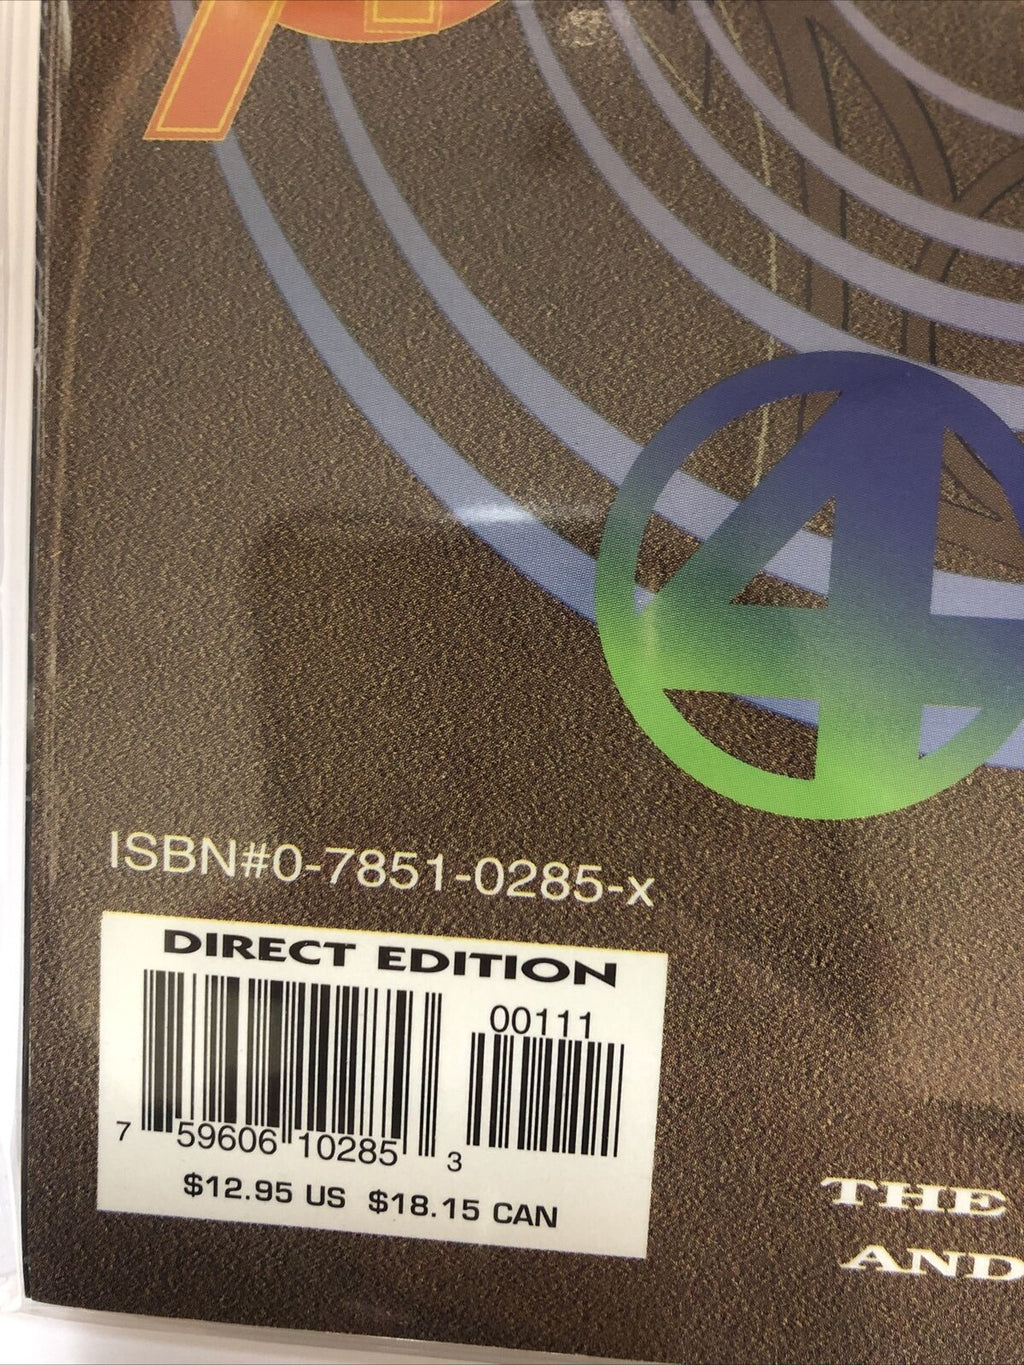 4
ISBN#0-7851-0285-x
DIRECT EDITION
00111
7 59606 10285 3
$12.95 US $18.15 CAN
THE
AND